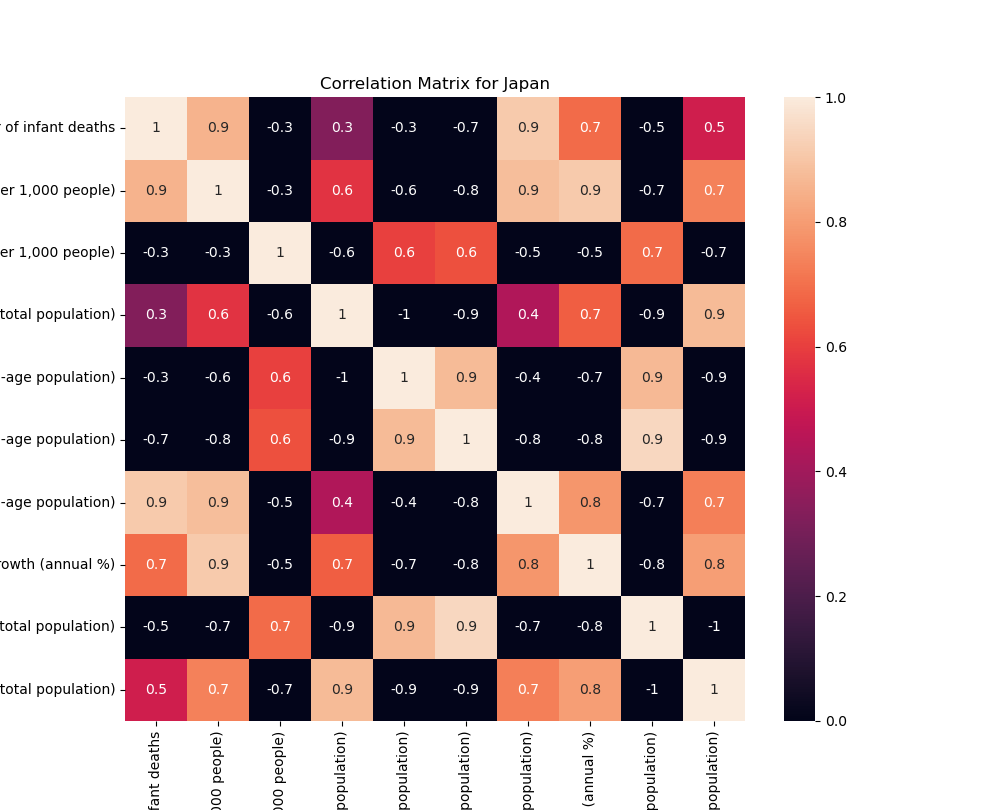 Correlation Matrix for Japan
of infant deaths 1 0.9 -0.3 0.3 -0.3 -0.7 0.9 0.7 -0.5 0.5
er 1,000 people) 0.9 1 -0.3 0.6 -0.6 -0.8 0.9 0.9 -0.7 0.7
er 1,000 people) -0.3 -0.3 1 -0.6 0.6 0.6 -0.5 -0.5 0.7 -0.7
total population) 0.3 0.6 -0.6 1 -1 -0.9 0.4 0.7 -0.9 0.9
-age population) -0.3 -0.6 0.6 -1 1 0.9 -0.4 -0.7 0.9 -0.9
-age population) -0.7 -0.8 0.6 -0.9 0.9 1 -0.8 -0.8 0.9 -0.9
-age population) 0.9 0.9 -0.5 0.4 -0.4 -0.8 1 0.8 -0.7 0.7
rowth (annual %) 0.7 0.9 -0.5 0.7 -0.7 -0.8 0.8 1 -0.8 0.8
total population) -0.5 -0.7 0.7 -0.9 0.9 0.9 -0.7 -0.8 1 -1
total population) 0.5 0.7 -0.7 0.9 -0.9 -0.9 0.7 0.8 -1 1
fant deaths
000 people)
000 people)
population)
population)
population)
population)
(annual %)
population)
population)
1.0
0.8
0.6
0.4
0.2
0.0